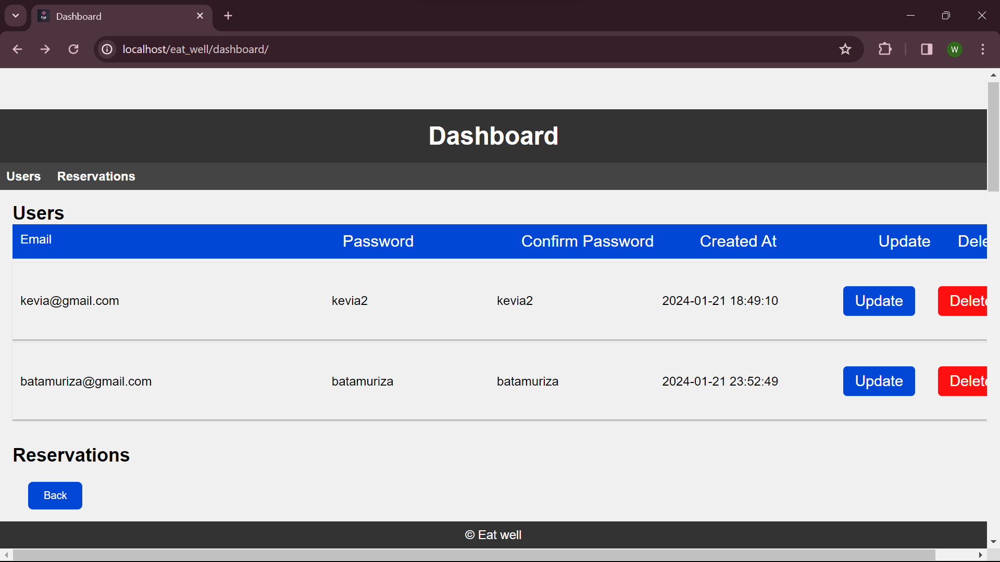 Dashboard
localhost/eat_well/dashboard/
W
Dashboard
Users Reservations
Users
Email Password Confirm Password Created At Update Dele
kevia@gmail.com kevia2 kevia2 2024-01-21 18:49:10 Update Delete
batamuriza@gmail.com batamuriza batamuriza 2024-01-21 23:52:49 Update Delete
Reservations
Back
© Eat well